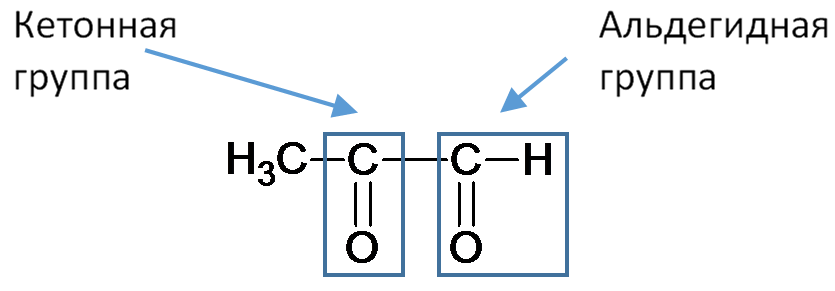 Кетонная
группа
Альдегидная
группа
H₃C–C–C–H
O O